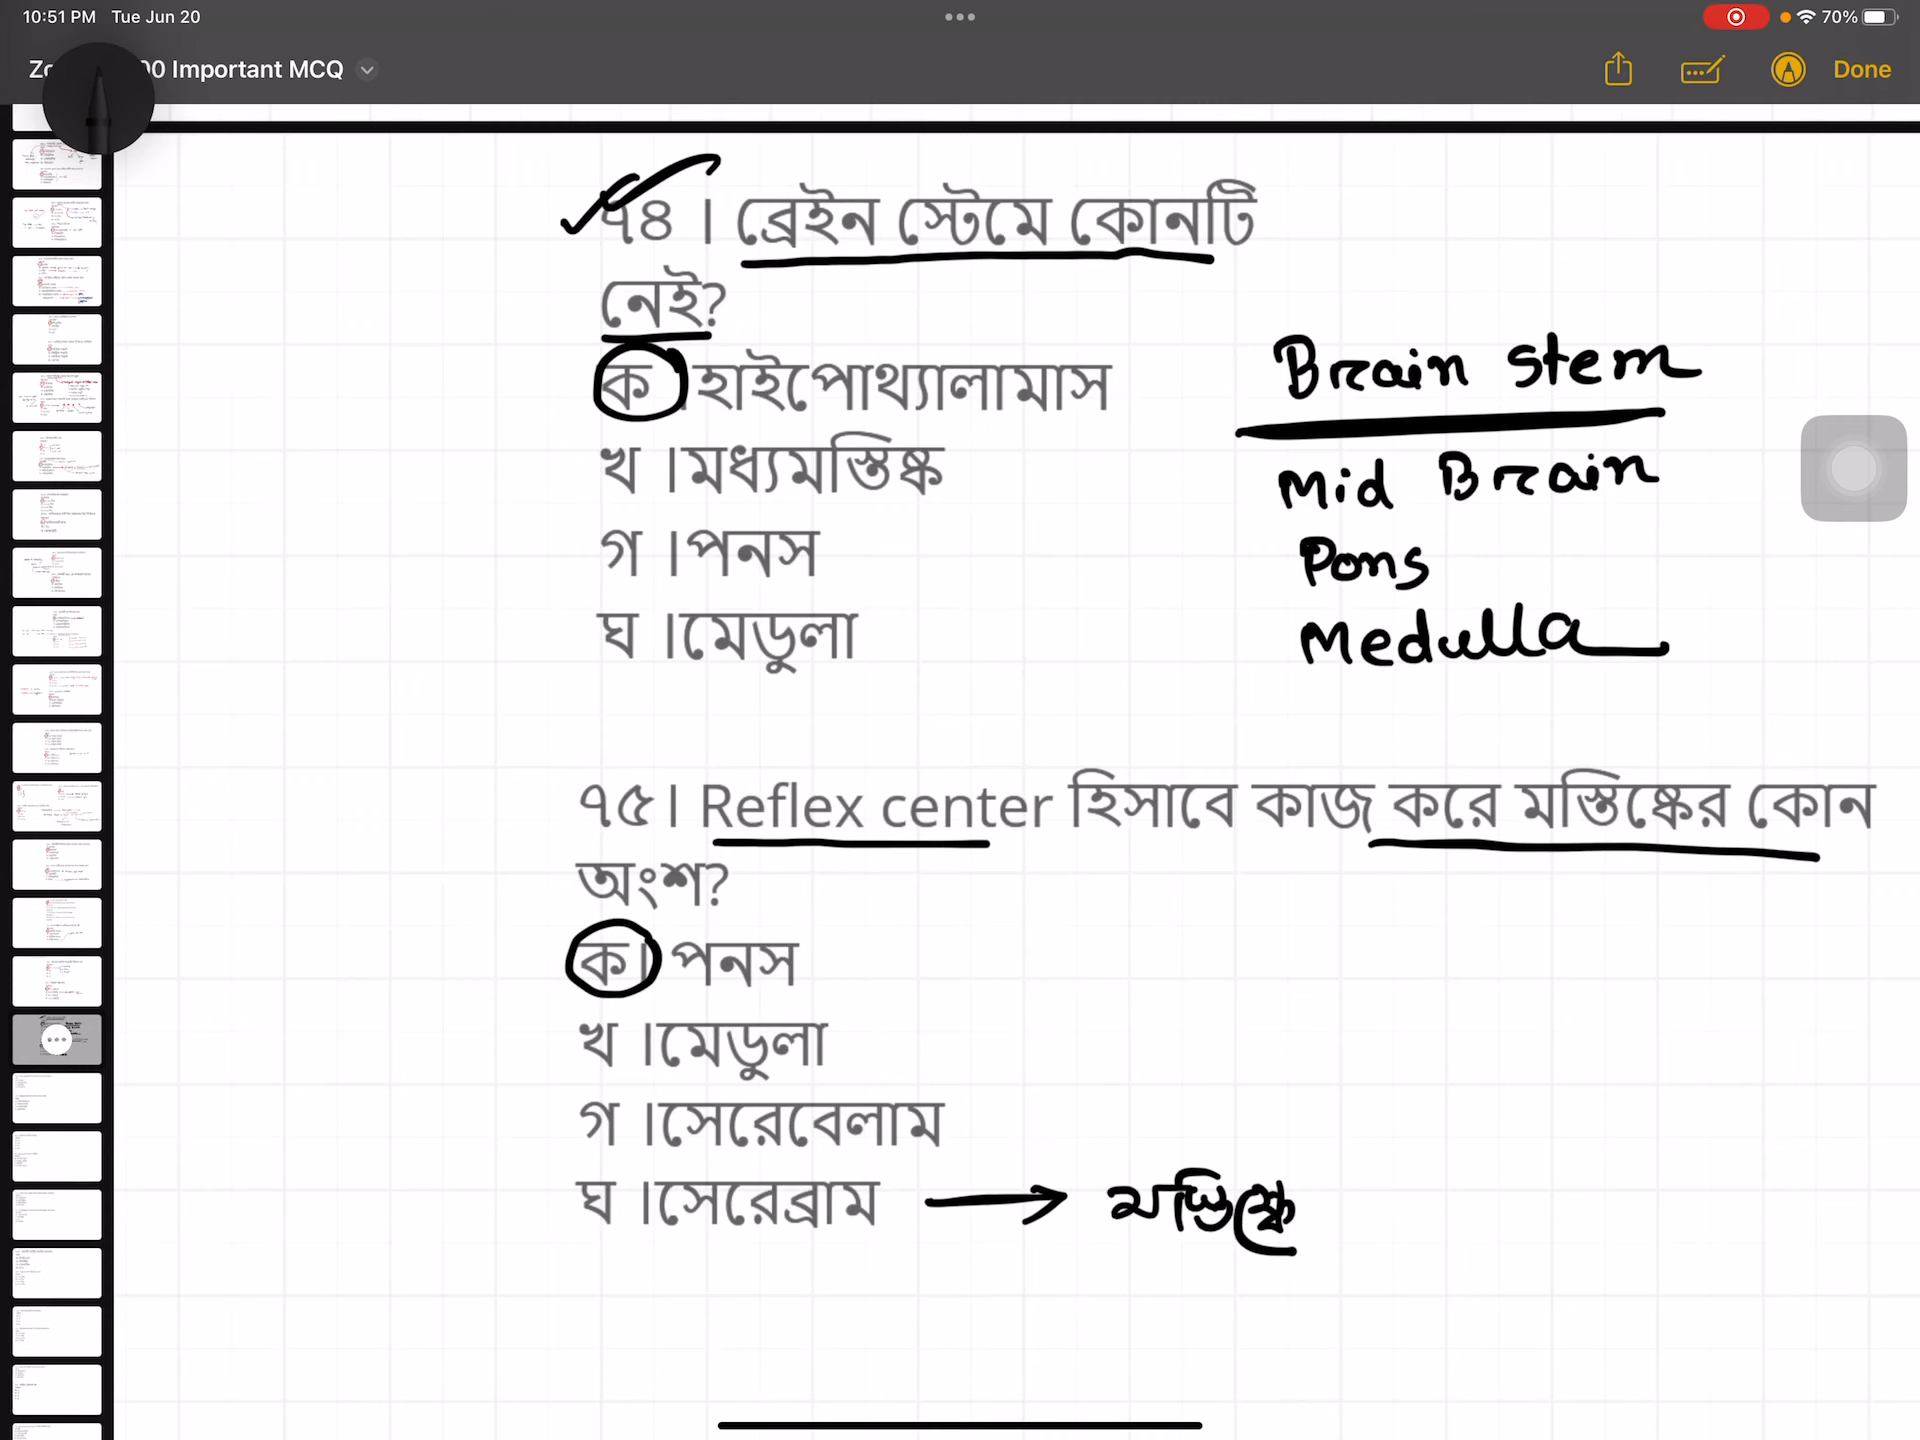 10:51 PM Tue Jun 20
70%
00 Important MCQ
Done
৭৪ । ব্রেইন স্টেমে কোনটি
নেই?
ক । হাইপোথ্যালামাস
খ ।মধ্যমস্তিষ্ক
গ ।পনস
ঘ ।মেডুলা
Brain stem
Mid Brain
Pons
Medulla
৭৫। Reflex center হিসাবে কাজ করে মস্তিষ্কের কোন
অংশ?
ক। পনস
খ ।মেডুলা
গ ।সেরেবেলাম
ঘ ।সেরেব্রাম → মস্তিষ্কে